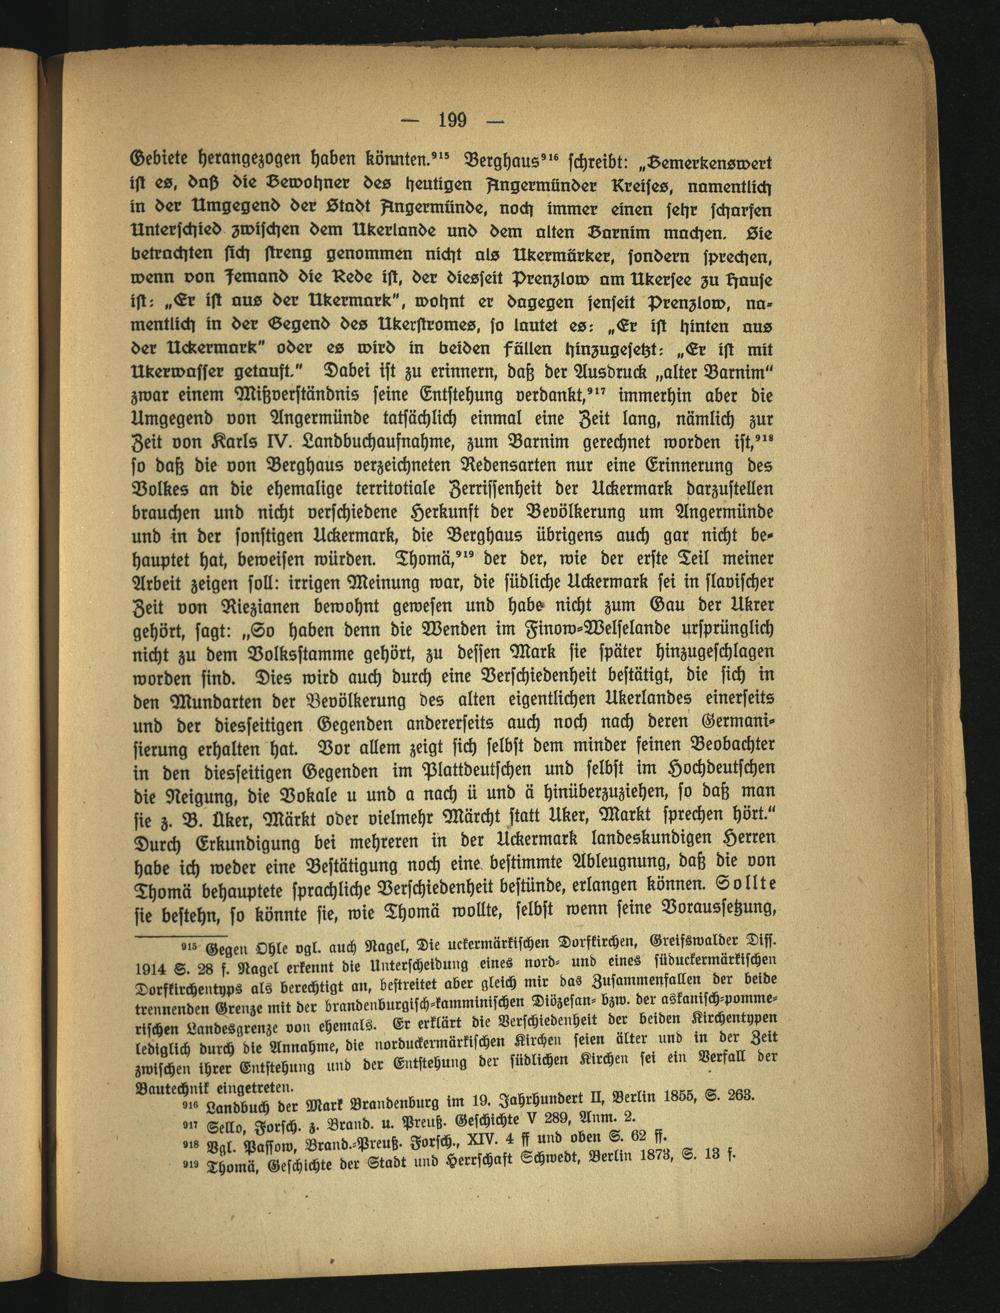 — 199 —
Gebiete herangezogen haben könnten.⁹¹⁵ Berghaus⁹¹⁶ schreibt: „Bemerkenswert
ist es, daß die Bewohner des heutigen Angermünder Kreises, namentlich
in der Umgegend der Stadt Angermünde, noch immer einen sehr scharfen
Unterschied zwischen dem Ukerlande und dem alten Barnim machen. Sie
betrachten sich streng genommen nicht als Ukermärker, sondern sprechen,
wenn von Jemand die Rede ist, der diesseit Prenzlow am Ukersee zu Hause
ist: „Er ist aus der Ukermark“, wohnt er dagegen jenseit Prenzlow, na-
mentlich in der Gegend des Ukerstromes, so lautet es: „Er ist hinten aus
der Uckermark“ oder es wird in beiden Fällen hinzugesetzt: „Er ist mit
Ukerwasser getauft.“ Dabei ist zu erinnern, daß der Ausdruck „alter Barnim“
zwar einem Mißverständnis seine Entstehung verdankt,⁹¹⁷ immerhin aber die
Umgegend von Angermünde tatsächlich einmal eine Zeit lang, nämlich zur
Zeit von Karls IV. Landbuchaufnahme, zum Barnim gerechnet worden ist,⁹¹⁸
so daß die von Berghaus verzeichneten Redensarten nur eine Erinnerung des
Volkes an die ehemalige territotiale Zerrissenheit der Uckermark darzustellen
brauchen und nicht verschiedene Herkunft der Bevölkerung um Angermünde
und in der sonstigen Uckermark, die Berghaus übrigens auch gar nicht be-
hauptet hat, beweisen würden. Thomä,⁹¹⁹ der der, wie der erste Teil meiner
Arbeit zeigen soll: irrigen Meinung war, die südliche Uckermark sei in slavischer
Zeit von Riezianen bewohnt gewesen und habe nicht zum Gau der Ukrer
gehört, sagt: „So haben denn die Wenden im Finow-Welselande ursprünglich
nicht zu dem Volksstamme gehört, zu dessen Mark sie später hinzugeschlagen
worden sind. Dies wird auch durch eine Verschiedenheit bestätigt, die sich in
den Mundarten der Bevölkerung des alten eigentlichen Ukerlandes einerseits
und der diesseitigen Gegenden andererseits auch noch nach deren Germani-
sierung erhalten hat. Vor allem zeigt sich selbst dem minder feinen Beobachter
in den diesseitigen Gegenden im Plattdeutschen und selbst im Hochdeutschen
die Neigung, die Vokale u und a nach ü und ä hinüberzuziehen, so daß man
sie z. B. Üker, Märkt oder vielmehr Märcht statt Uker, Markt sprechen hört.“
Durch Erkundigung bei mehreren in der Uckermark landeskundigen Herren
habe ich weder eine Bestätigung noch eine bestimmte Ableugnung, daß die von
Thomä behauptete sprachliche Verschiedenheit bestünde, erlangen können. Sollte
sie bestehn, so könnte sie, wie Thomä wollte, selbst wenn seine Voraussetzung,
⁹¹⁵ Gegen Ohle vgl. auch Nagel, Die uckermärkischen Dorfkirchen, Greifswalder Diss.
1914 S. 28 f. Nagel erkennt die Unterscheidung eines nord- und eines süduckermärkischen
Dorfkirchentyps als berechtigt an, bestreitet aber gleich mir das Zusammenfallen der beide
trennenden Grenze mit der brandenburgisch-kamminischen Diözesan- bzw. der askanisch-pomme-
rischen Landesgrenze von ehemals. Er erklärt die Verschiedenheit der beiden Kirchentypen
lediglich durch die Annahme, die norduckermärkischen Kirchen seien älter und in der Zeit
zwischen ihrer Entstehung und der Entstehung der südlichen Kirchen sei ein Verfall der
Bautechnik eingetreten.
⁹¹⁶ Landbuch der Mark Brandenburg im 19. Jahrhundert II, Berlin 1855, S. 263.
⁹¹⁷ Sello, Forsch. z. Brand. u. Preuß. Geschichte V 289, Anm. 2.
⁹¹⁸ Vgl. Passow, Brand.-Preuß. Forsch., XIV. 4 ff und oben S. 62 ff.
⁹¹⁹ Thomä, Geschichte der Stadt und Herrschaft Schwedt, Berlin 1873, S. 13 f.